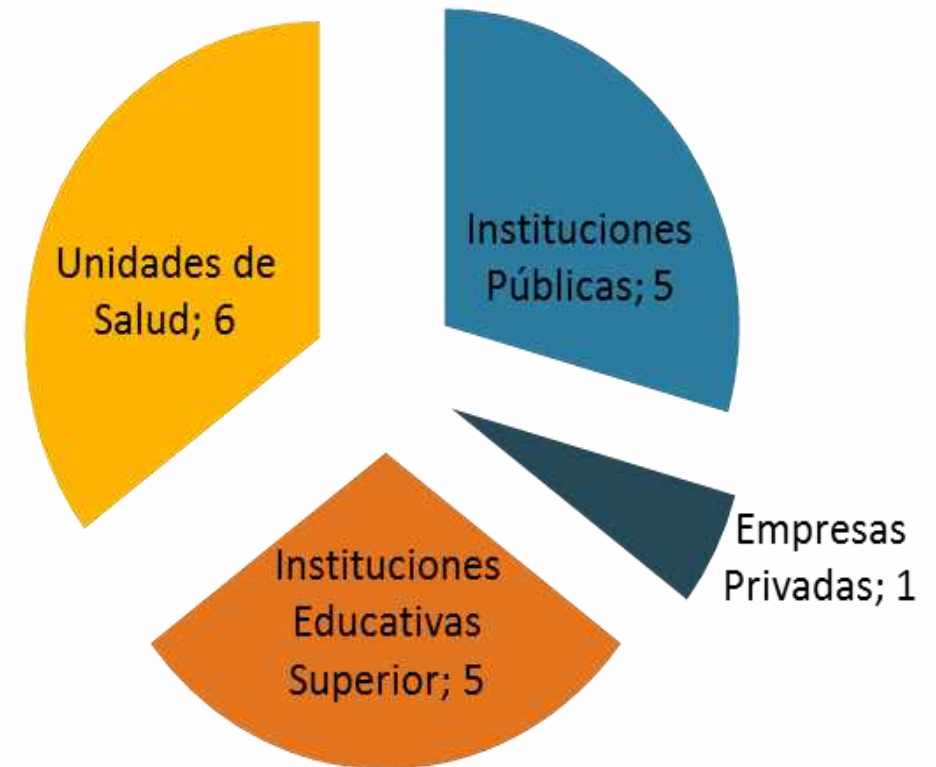 Instituciones
Públicas; 5
Empresas
Privadas; 1
Instituciones
Educativas
Superior; 5
Unidades de
Salud; 6